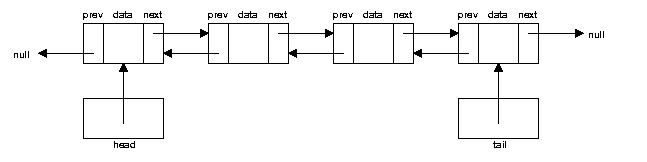 prev data next prev data next prev data next prev data next
null null
head tail